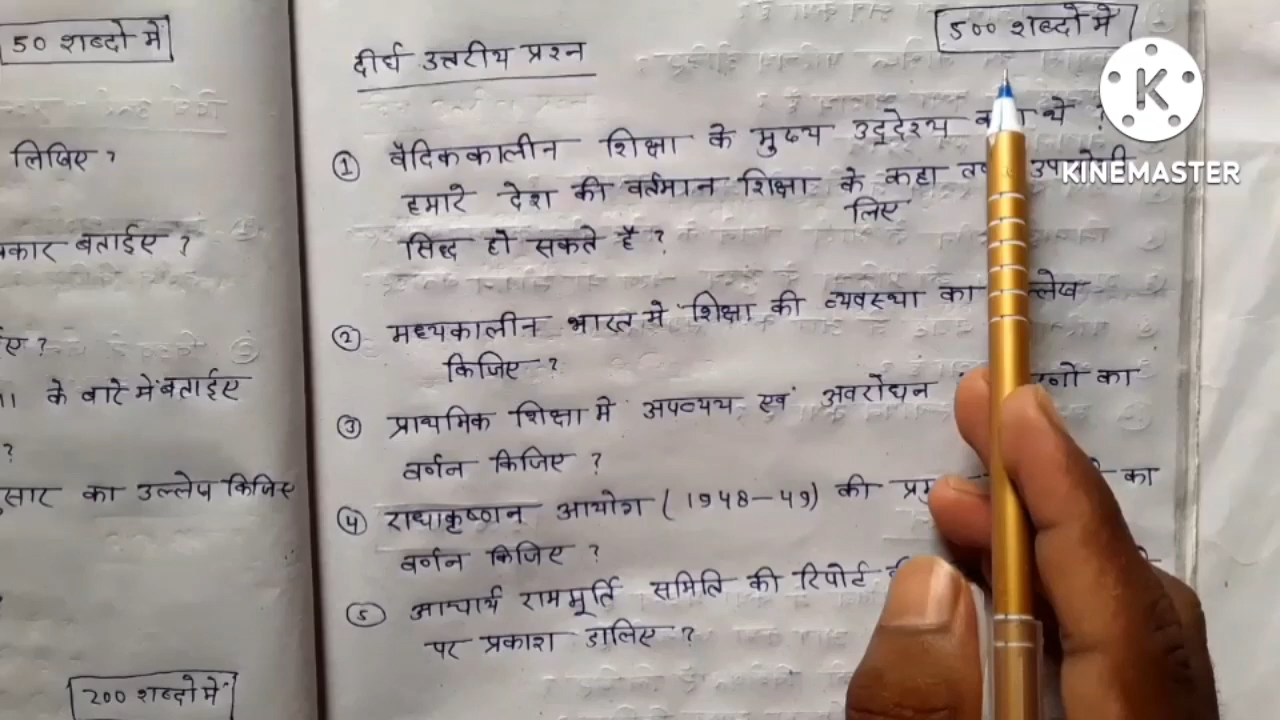 50 शब्दो में
लिखिए ?
बताईए ?
?
के बारे में बताईए
?
का उल्लेप किजिए
200 शब्दो में
दीर्घ उत्तरीय प्रश्न
500 शब्दो में
① वैदिककालीन शिक्षा के मुख्य उद्देश्य थे ?
हमारे देश की वर्तमान शिक्षा के कहा
लिए
सिद्ध हो सकते है ?
② मध्यकालीन भारत मे शिक्षा की व्यवस्था का
किजिए ?
③ प्राथमिक शिक्षा मे अपव्यय एवं अवरोधन का
वर्णन किजिए ?
④ राधाकृष्णन आयोग ( 1948-49) की का
वर्णन किजिए ?
⑤ आचार्य राममूर्ति समिति की रिपोर्ट
पर प्रकाश डालिए ?
K
KINEMASTER